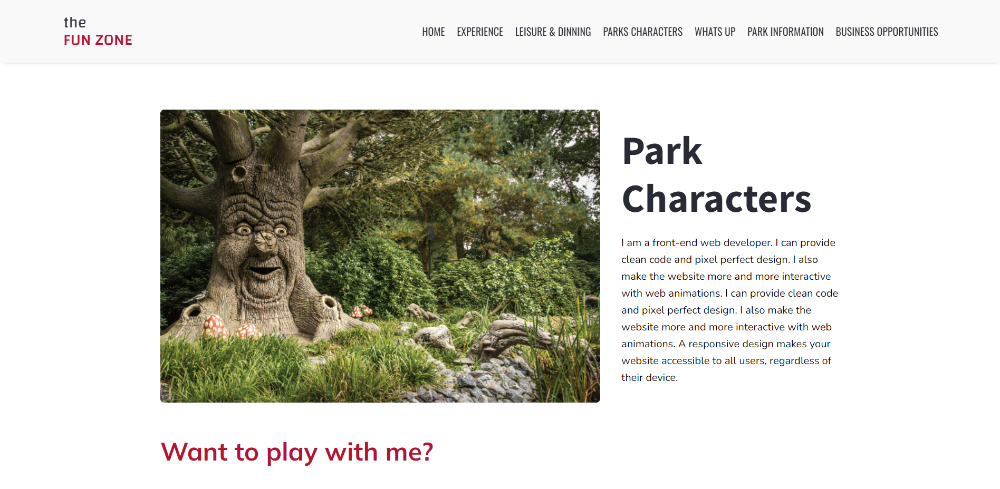 the
FUN ZONE
HOME EXPERIENCE LEISURE & DINNING PARKS CHARACTERS WHATS UP PARK INFORMATION BUSINESS OPPORTUNITIES
Park
Characters
I am a front-end web developer. I can provide
clean code and pixel perfect design. I also
make the website more and more interactive
with web animations. I can provide clean code
and pixel perfect design. I also make the
website more and more interactive with web
animations. A responsive design makes your
website accessible to all users, regardless of
their device.
Want to play with me?